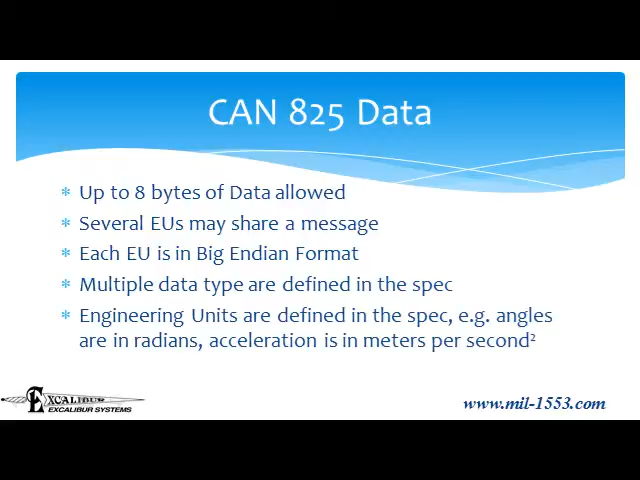 CAN 825 Data
* Up to 8 bytes of Data allowed
* Several EUs may share a message
* Each EU is in Big Endian Format
* Multiple data type are defined in the spec
* Engineering Units are defined in the spec, e.g. angles
are in radians, acceleration is in meters per second²
EXCALIBUR
EXCALIBUR SYSTEMS
www.mil-1553.com